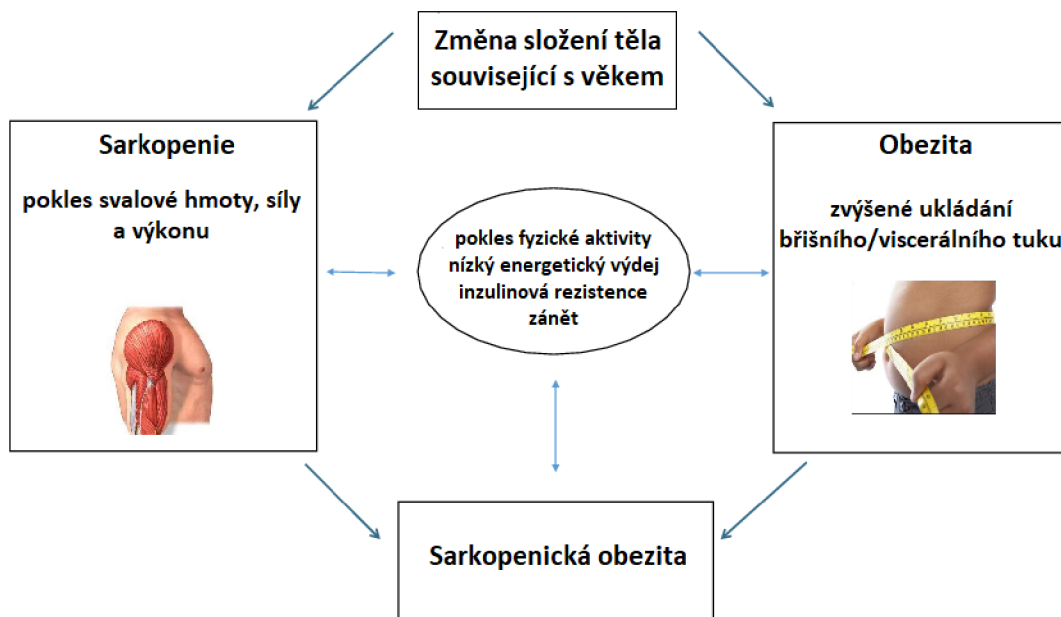 Změna složení těla
související s věkem
Sarkopenie
pokles svalové hmoty, síly
a výkonu
pokles fyzické aktivity
nízký energetický výdej
inzulinová rezistence
zánět
Obezita
zvýšené ukládání
břišního/viscerálního tuku
Sarkopenická obezita